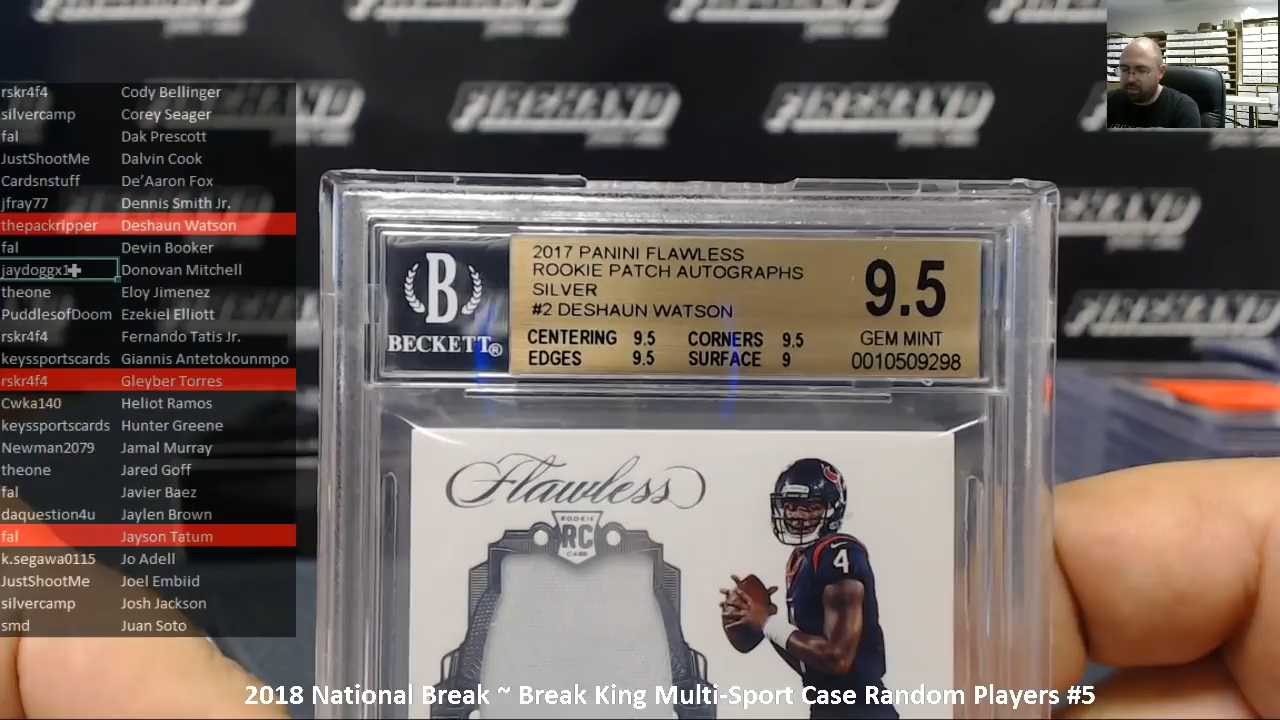 FIREHAND
rskr4f4 Cody Bellinger
silvercamp Corey Seager
fal Dak Prescott
JustShootMe Dalvin Cook
Cardsnstuff De'Aaron Fox
jfray77 Dennis Smith Jr.
thepackripper Deshaun Watson
fal Devin Booker
jaydoggx1 Donovan Mitchell
theone Eloy Jimenez
PuddlesofDoom Ezekiel Elliott
rskr4f4 Fernando Tatis Jr.
keyssportscards Giannis Antetokounmpo
rskr4f4 Gleyber Torres
Cwka140 Heliot Ramos
keyssportscards Hunter Greene
Newman2079 Jamal Murray
theone Jared Goff
fal Javier Baez
daquestion4u Jaylen Brown
fal Jayson Tatum
k.segawa0115 Jo Adell
JustShootMe Joel Embiid
silvercamp Josh Jackson
smd Juan Soto
B
BECKETT®
2017 PANINI FLAWLESS
ROOKIE PATCH AUTOGRAPHS
SILVER
#2 DESHAUN WATSON
CENTERING 9.5 CORNERS 9.5
EDGES 9.5 SURFACE 9
9.5
GEM MINT
0010509298
Flawless
ROOKIE
RC
CARD
4
2018 National Break ~ Break King Multi-Sport Case Random Players #5